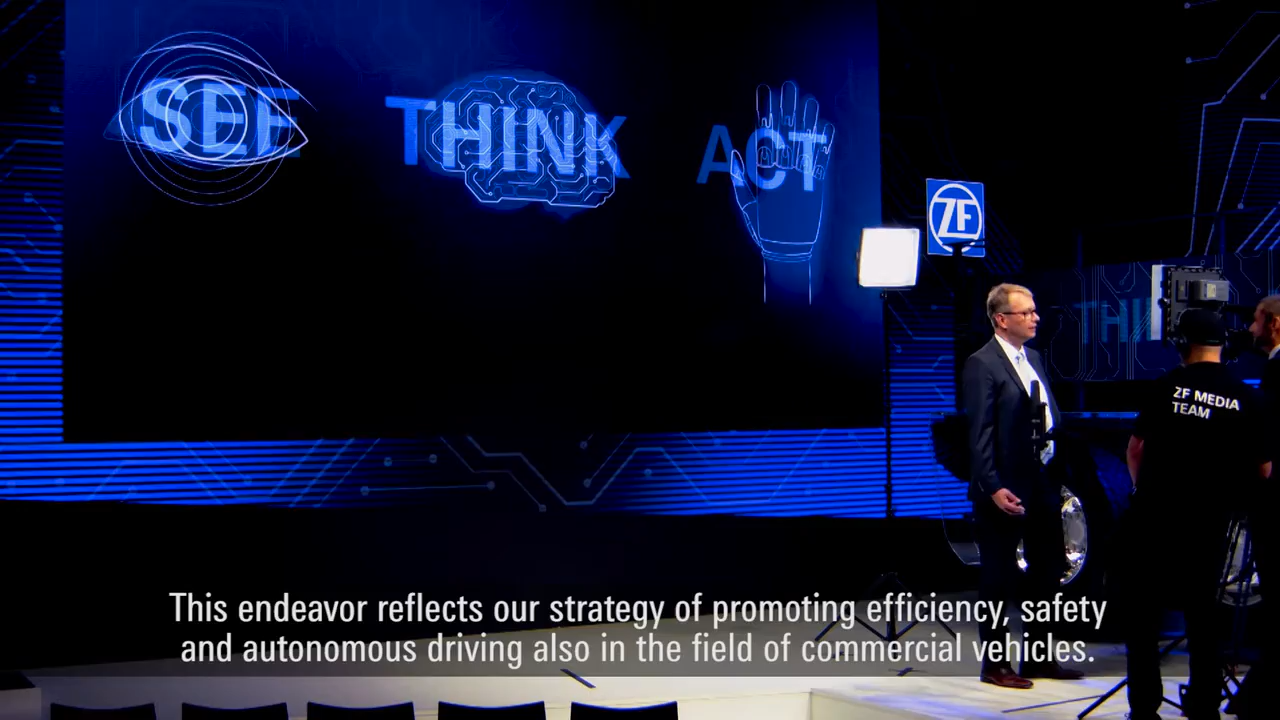 SEE
THINK
ACT
ZF
THI
ZF MEDIA
TEAM
This endeavor reflects our strategy of promoting efficiency, safety
and autonomous driving also in the field of commercial vehicles.